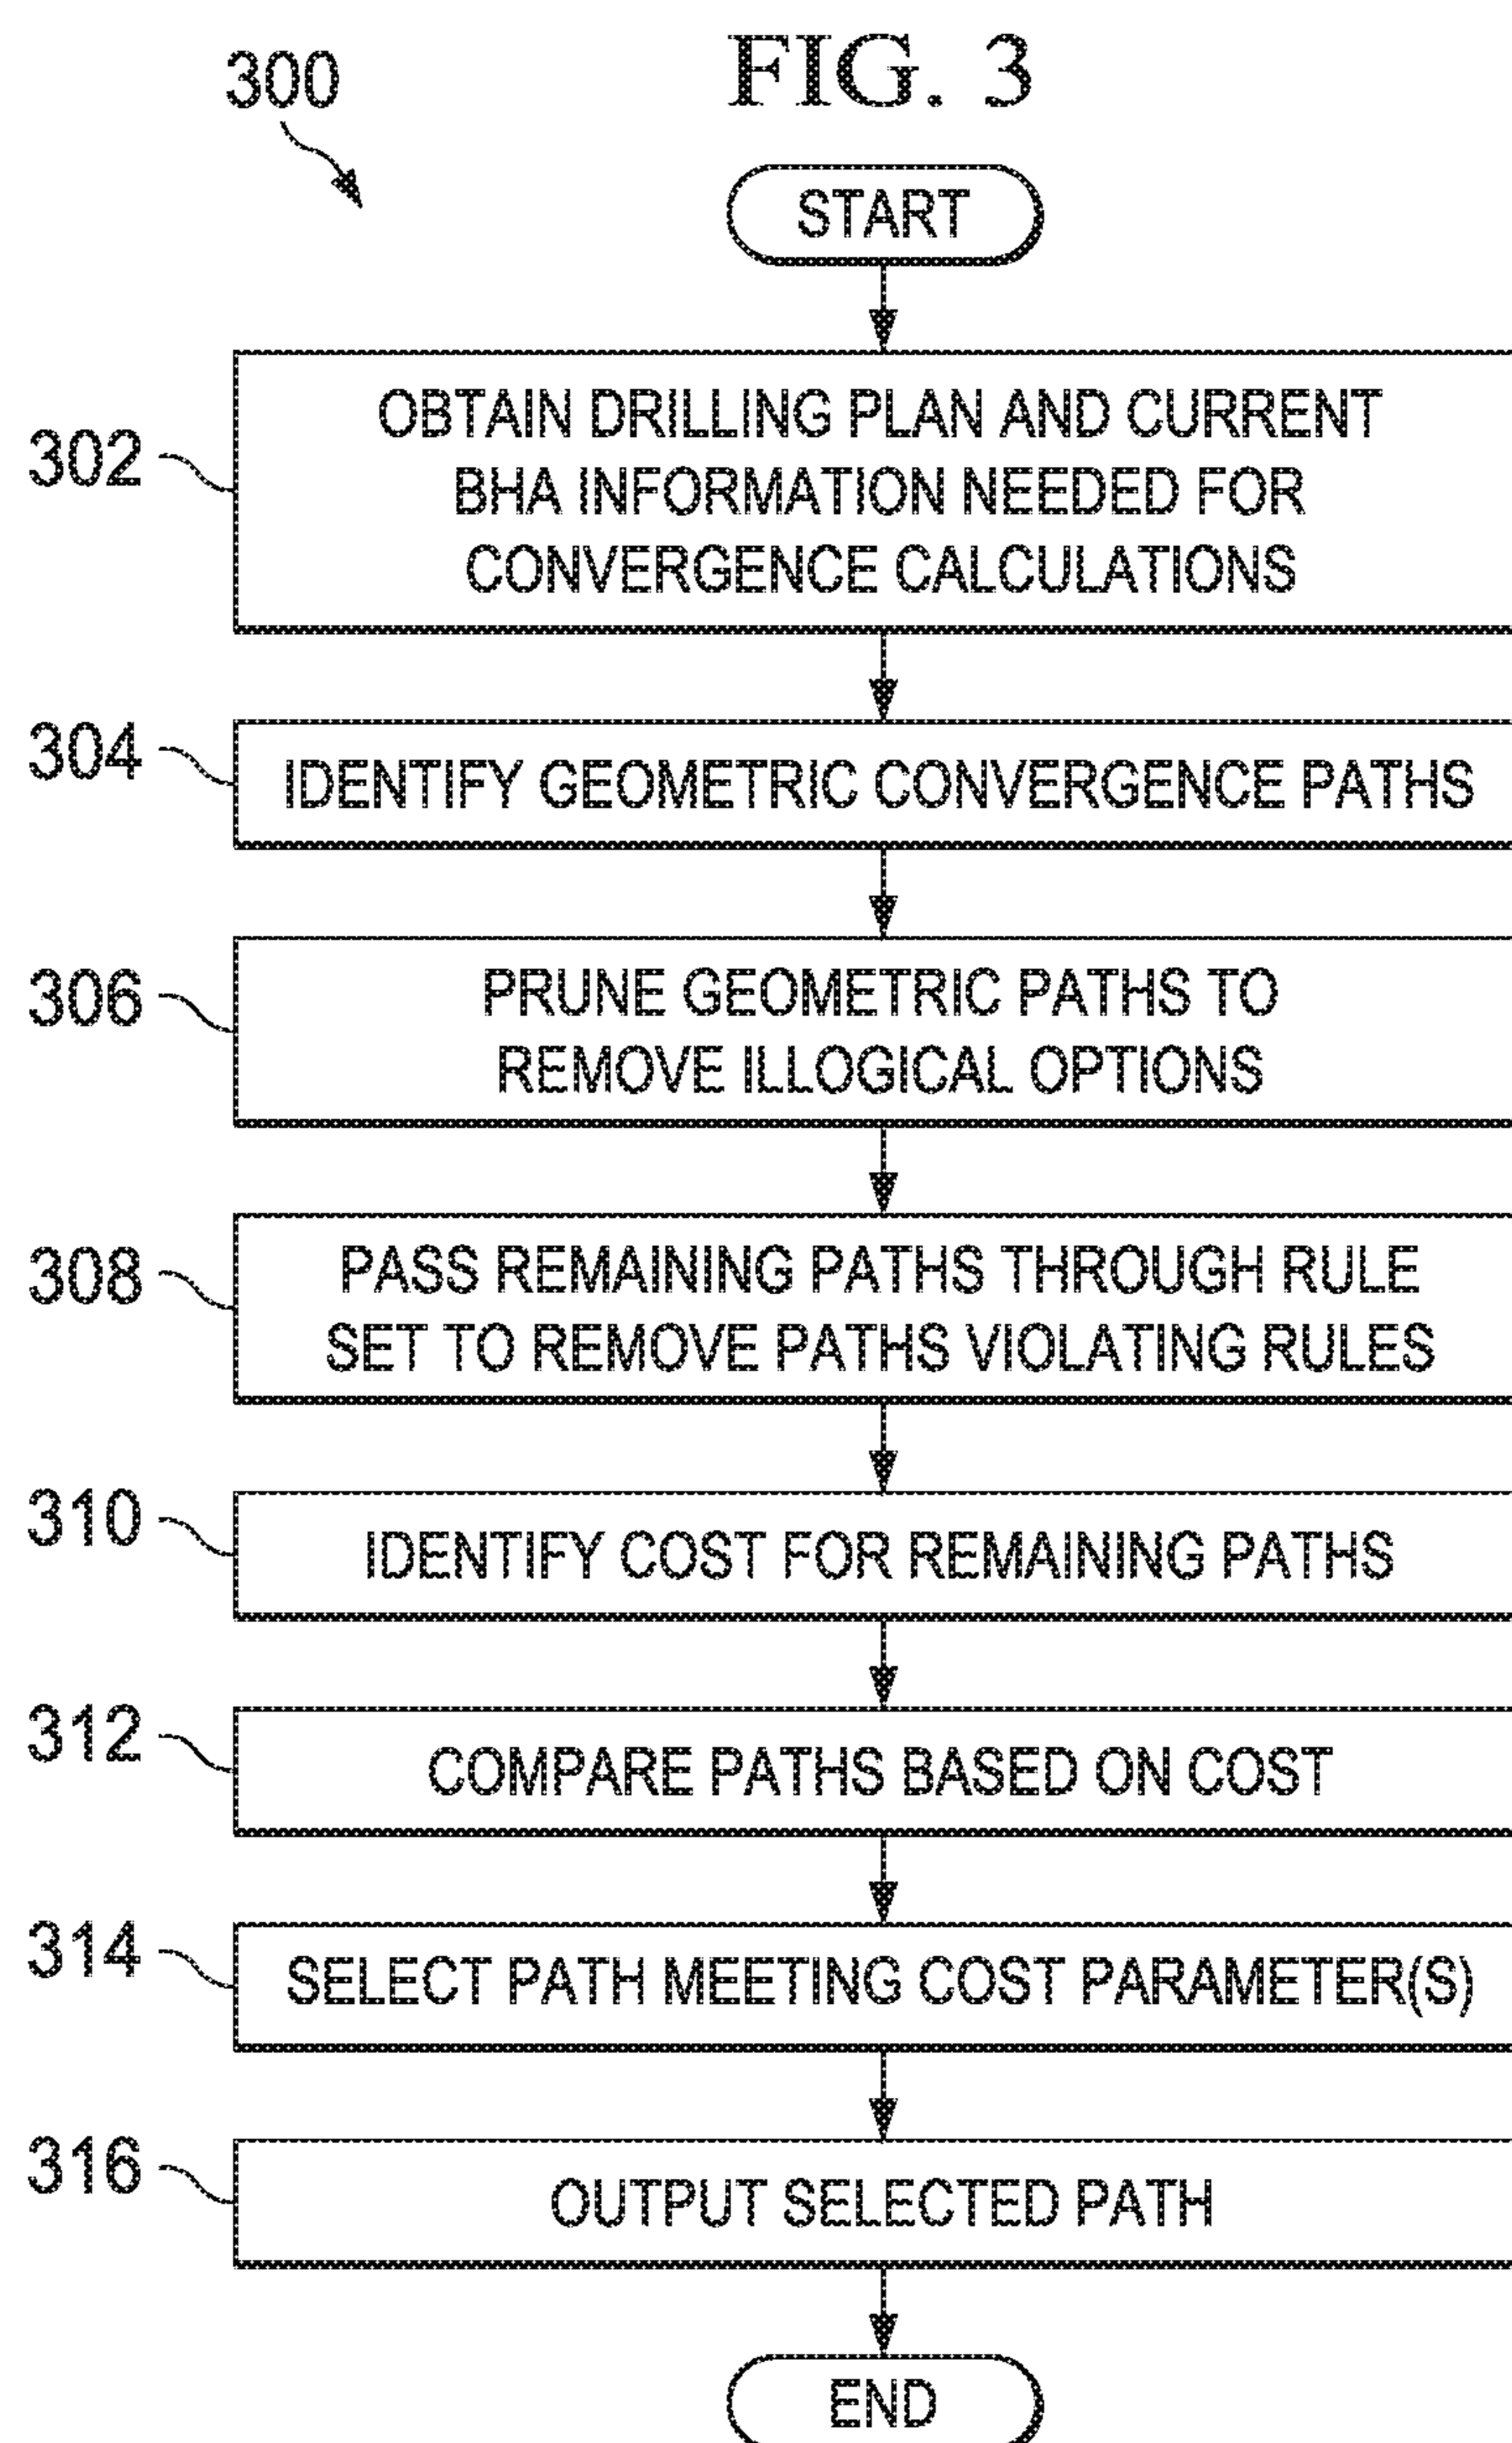 300
FIG. 3
START
302
OBTAIN DRILLING PLAN AND CURRENT
BHA INFORMATION NEEDED FOR
CONVERGENCE CALCULATIONS
304
IDENTIFY GEOMETRIC CONVERGENCE PATHS
306
PRUNE GEOMETRIC PATHS TO
REMOVE ILLOGICAL OPTIONS
308
PASS REMAINING PATHS THROUGH RULE
SET TO REMOVE PATHS VIOLATING RULES
310
IDENTIFY COST FOR REMAINING PATHS
312
COMPARE PATHS BASED ON COST
314
SELECT PATH MEETING COST PARAMETER(S)
316
OUTPUT SELECTED PATH
END